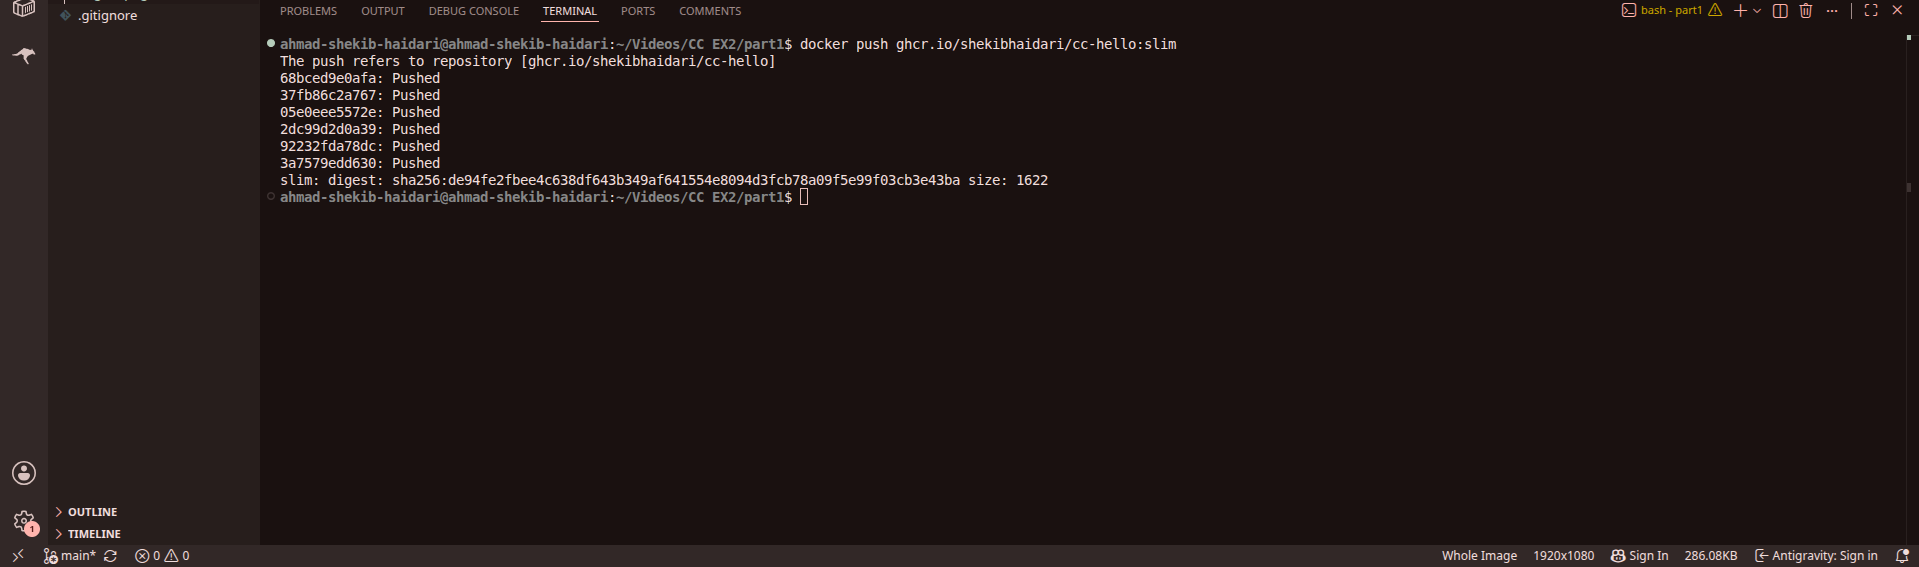 .gitignore
PROBLEMS OUTPUT DEBUG CONSOLE TERMINAL PORTS COMMENTS
bash - part1
ahmad-shekib-haidari@ahmad-shekib-haidari:~/Videos/CC EX2/part1$ docker push ghcr.io/shekibhaidari/cc-hello:slim
The push refers to repository [ghcr.io/shekibhaidari/cc-hello]
68bced9e0afa: Pushed
37fb86c2a767: Pushed
05e0eee5572e: Pushed
2dc99d2d0a39: Pushed
92232fda78dc: Pushed
3a7579edd630: Pushed
slim: digest: sha256:de94fe2fbee4c638df643b349af641554e8094d3fcb78a09f5e99f03cb3e43ba size: 1622
ahmad-shekib-haidari@ahmad-shekib-haidari:~/Videos/CC EX2/part1$
1
OUTLINE
TIMELINE
main* 0 0 Whole Image 1920x1080 Sign In 286.08KB Antigravity: Sign in